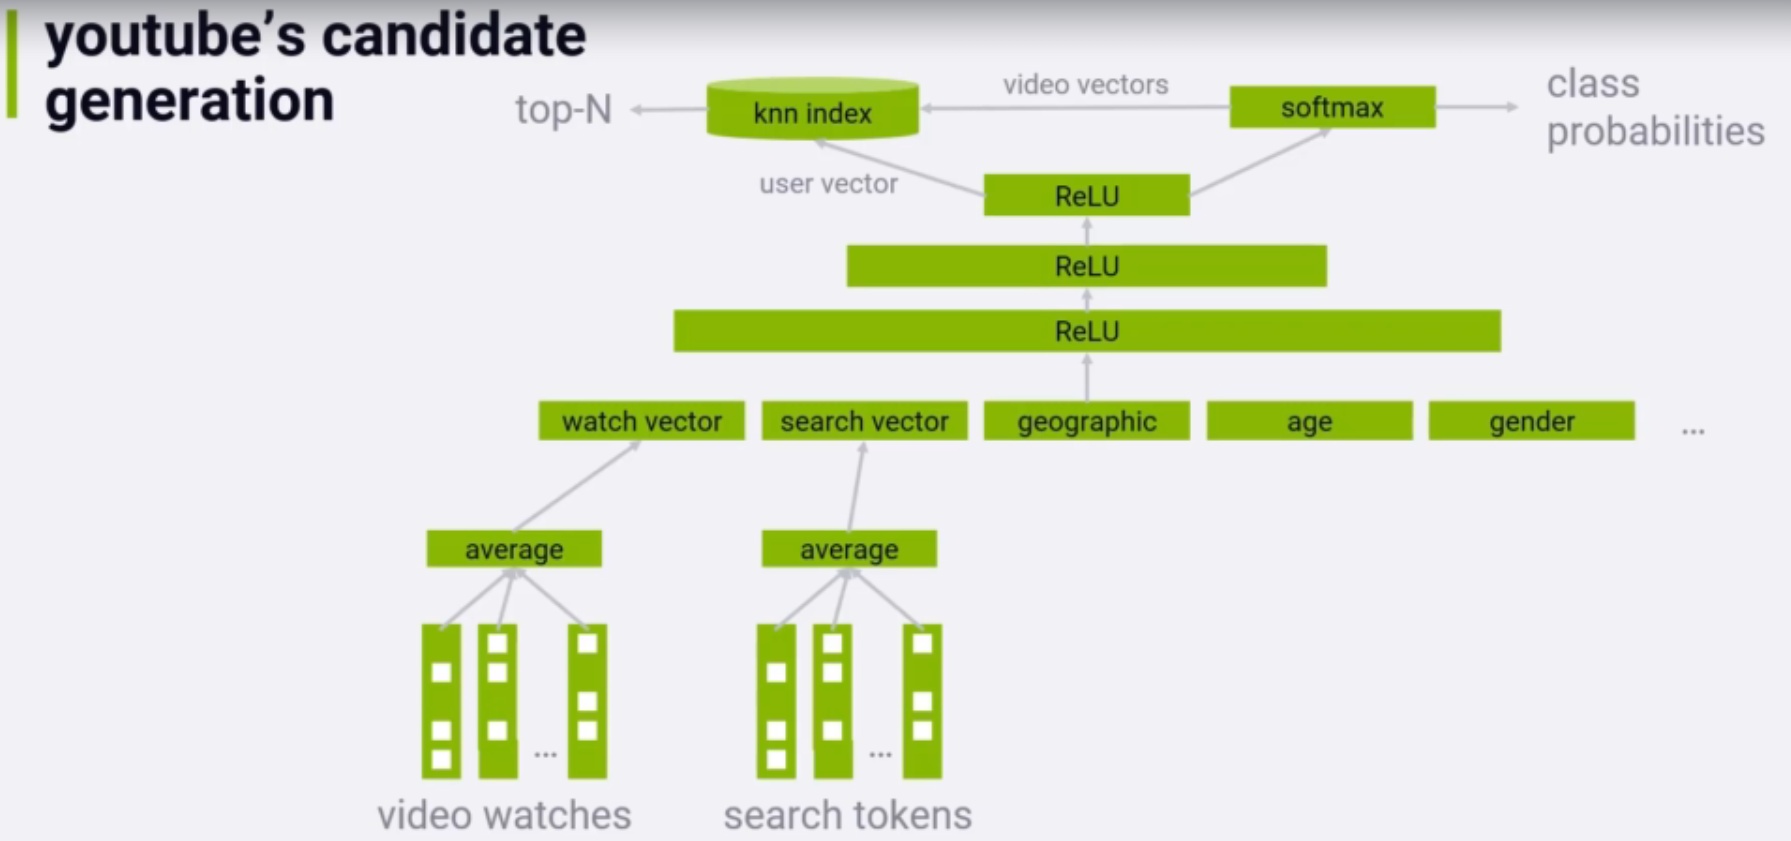 youtube's candidate
generation
top-N
knn index
video vectors
softmax
class
probabilities
user vector
ReLU
ReLU
ReLU
watch vector
search vector
geographic
age
gender
...
average
average
...
...
video watches
search tokens